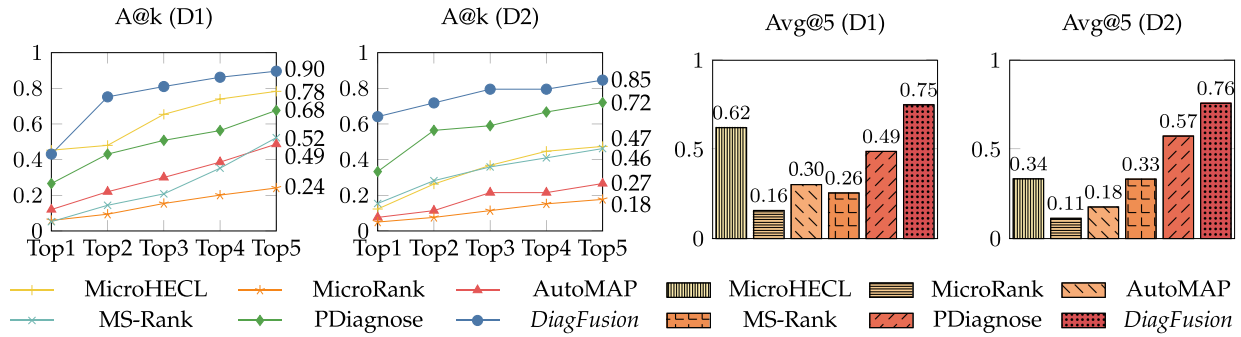 A@k (D1)
1
0.8
0.6
0.4
0.2
0
Top1 Top2 Top3 Top4 Top5
0.90
0.78
0.68
0.52
0.49
0.24
A@k (D2)
1
0.8
0.6
0.4
0.2
0
Top1 Top2 Top3 Top4 Top5
0.85
0.72
0.47
0.46
0.27
0.18
MicroHECL MicroRank AutoMAP
MS-Rank PDiagnose DiagFusion
Avg@5 (D1)
1
0.5
0
0.62 0.16 0.30 0.26 0.49 0.75
Avg@5 (D2)
1
0.5
0
0.34 0.11 0.18 0.33 0.57 0.76
MicroHECL MicroRank AutoMAP
MS-Rank PDiagnose DiagFusion